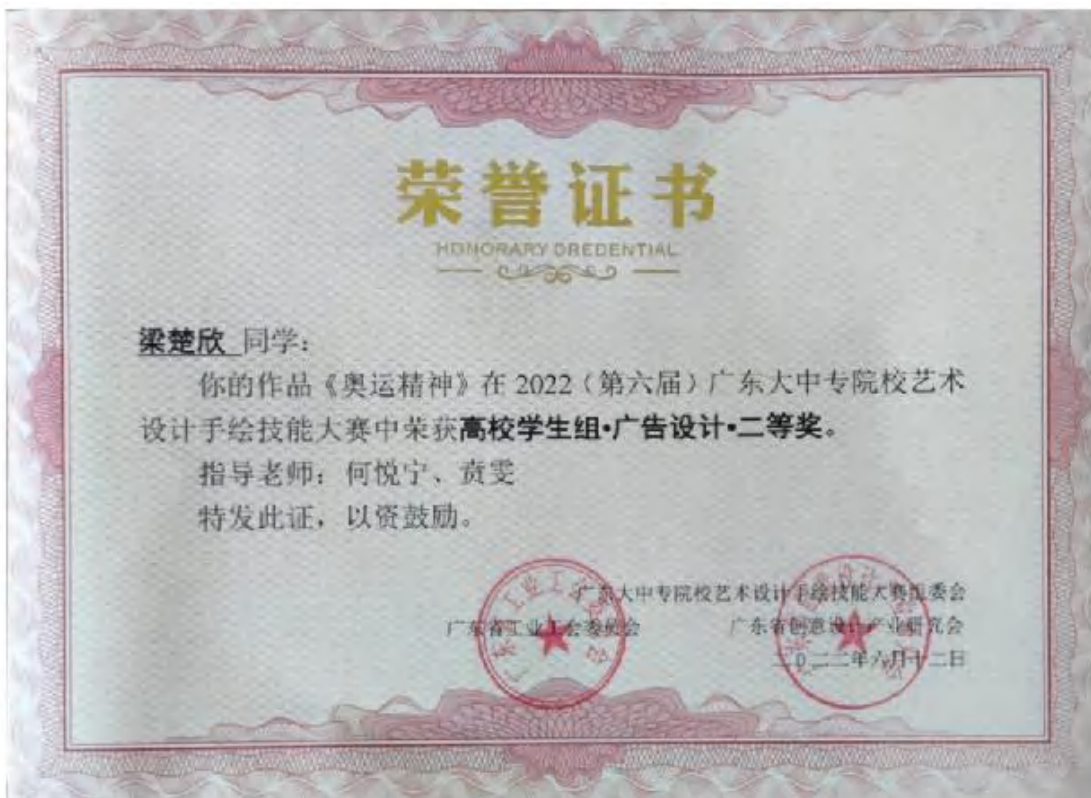 荣誉证书
HONORARY DREDENTIAL
梁楚欣 同学：
你的作品《奥运精神》在 2022（第六届）广东大中专院校艺术
设计手绘技能大赛中荣获高校学生组•广告设计•二等奖。
指导老师：何悦宁、贲雯
特发此证，以资鼓励。
广东大中专院校艺术设计手绘技能大赛组委会
广东省工业工会委员会 广东省创意设计产业研究会
二0二二年六月十二日